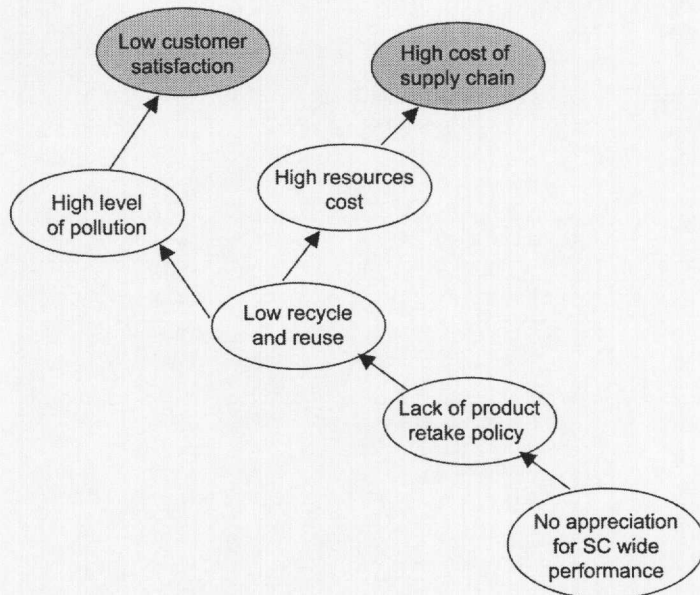 Low customer
satisfaction
High cost of
supply chain
High resources
cost
High level
of pollution
Low recycle
and reuse
Lack of product
retake policy
No appreciation
for SC wide
performance